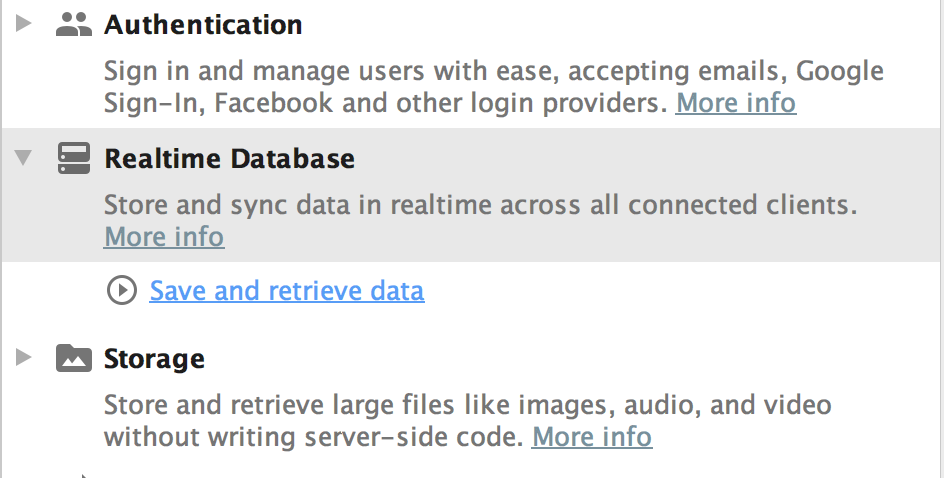 Authentication
Sign in and manage users with ease, accepting emails, Google
Sign-In, Facebook and other login providers. More info
Realtime Database
Store and sync data in realtime across all connected clients.
More info
Save and retrieve data
Storage
Store and retrieve large files like images, audio, and video
without writing server-side code. More info